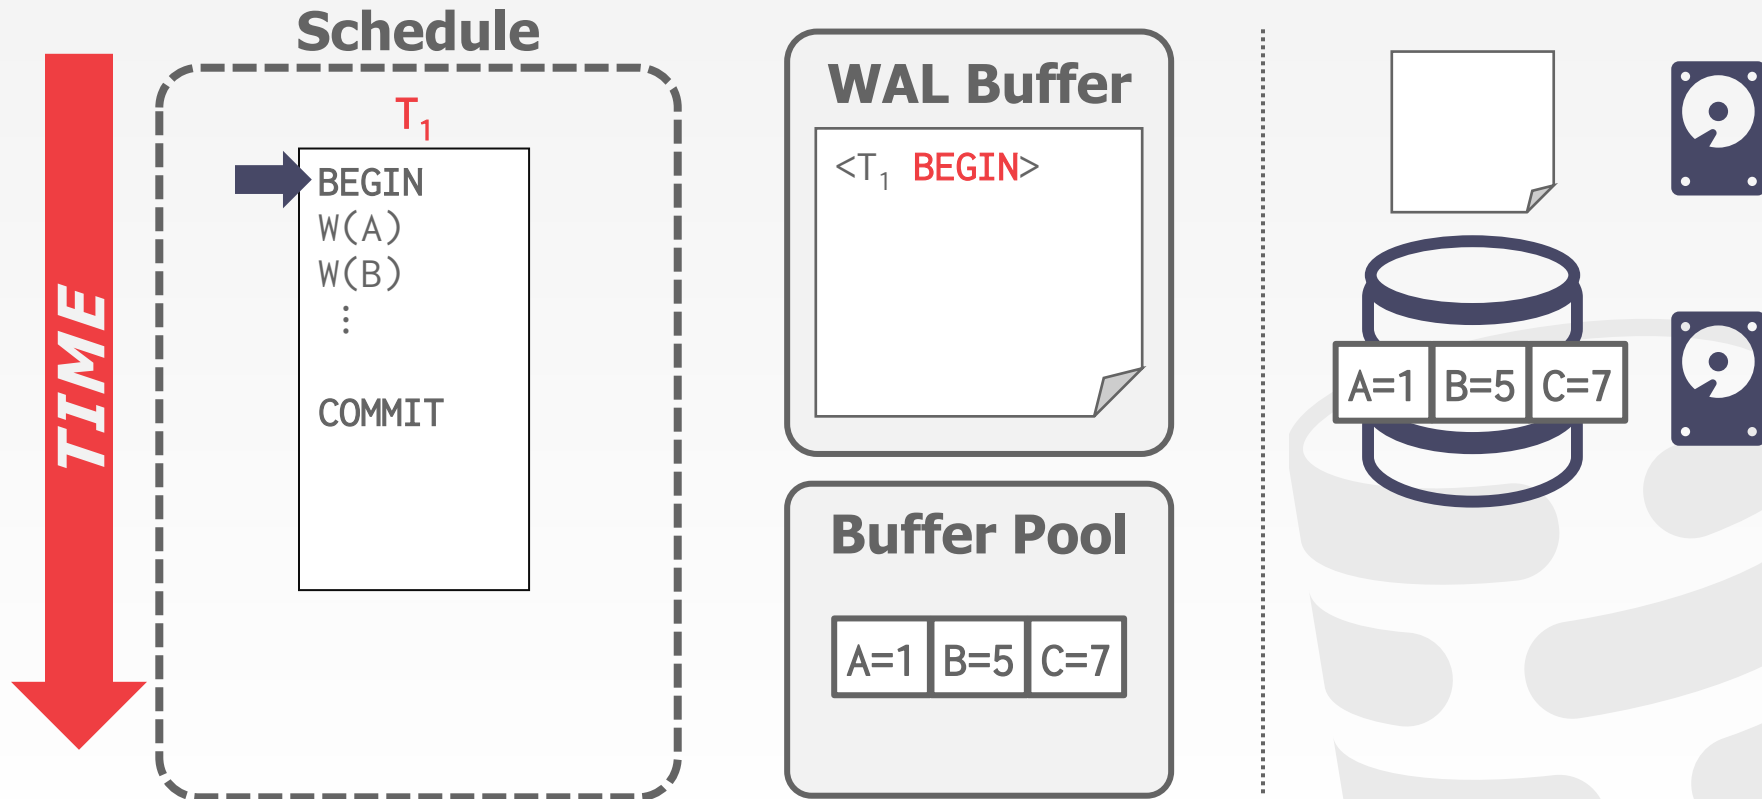 Schedule
TIME
T₁
BEGIN
W(A)
W(B)
⋮
COMMIT
WAL Buffer
<T₁ BEGIN>
Buffer Pool
A=1 B=5 C=7
A=1 B=5 C=7